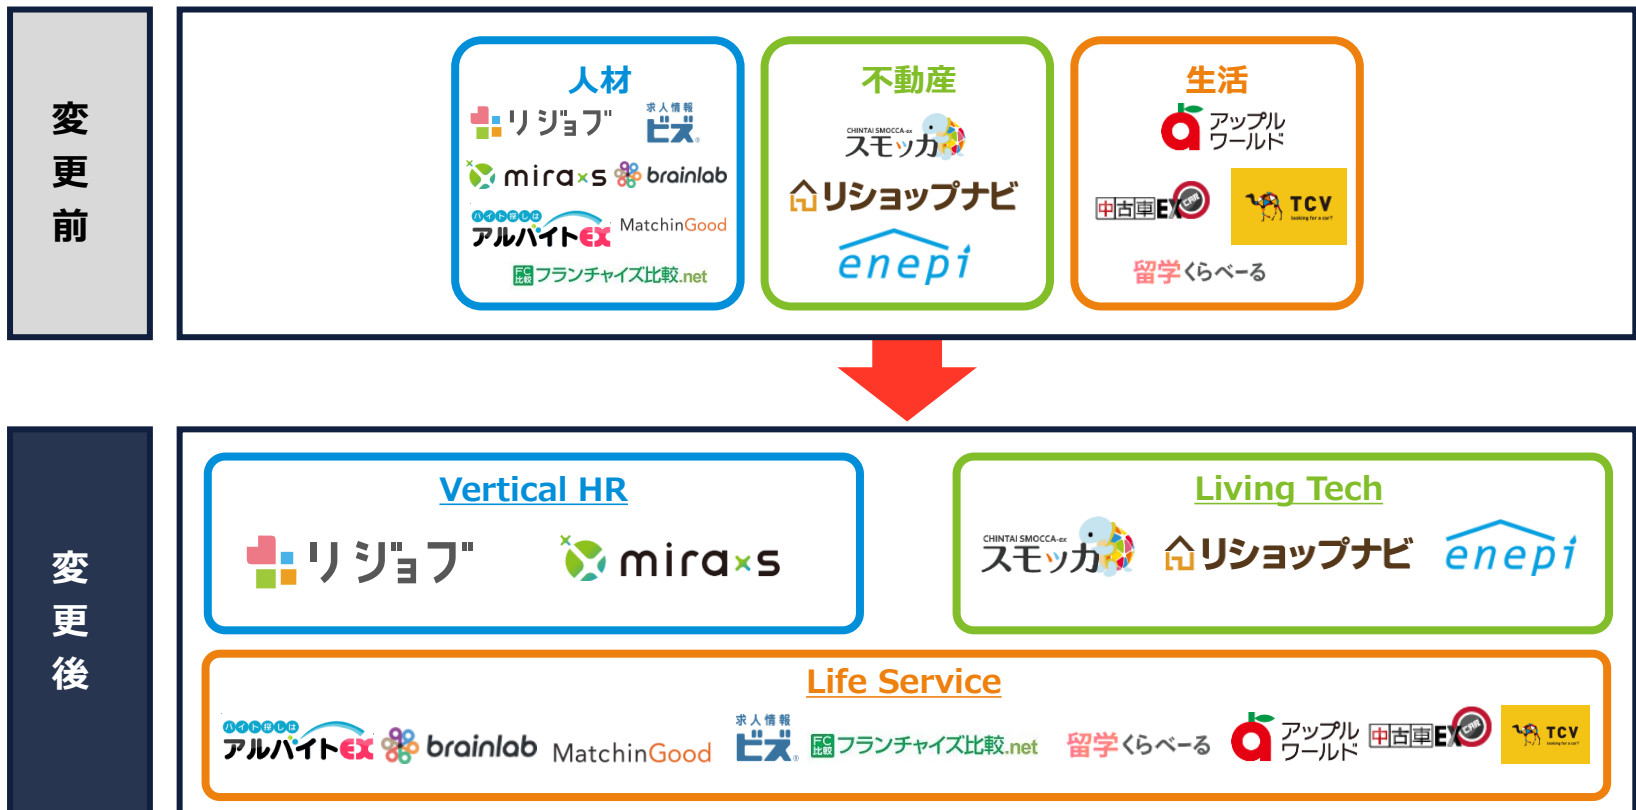 変更前
人材
リジョブ
求人情報
ビズ®
miraxs
brainlab
バイト探しは
アルバイトEX
MatchinGood
FC比較 フランチャイズ比較.net
不動産
CHINTAI SMOCCA-ex
スモッカ
リショップナビ
enepi
生活
アップル
ワールド
中古車EX CAR
TCV
looking for a car?
留学くらべーる
変更後
Vertical HR
リジョブ
miraxs
Living Tech
CHINTAI SMOCCA-ex
スモッカ
リショップナビ
enepi
Life Service
バイト探しは
アルバイトEX
brainlab
MatchinGood
求人情報
ビズ®
FC比較 フランチャイズ比較.net
留学くらべーる
アップル
ワールド
中古車EX CAR
TCV
looking for a car?